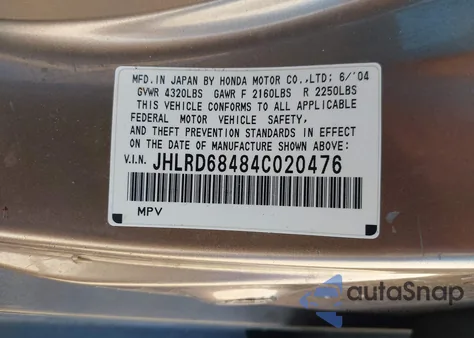 MFD.IN JAPAN BY HONDA MOTOR CO.,LTD: 6/'04
GVWR 4320LBS GAWR F 2160LBS R 2250LBS
THIS VEHICLE CONFORMS TO ALL APPLICABLE
FEDERAL MOTOR VEHICLE SAFETY,
AND THEFT PREVENTION STANDARDS IN EFFECT
ON THE DATE OF MANUFACTURE SHOWN ABOVE:
V.I.N. JHLRD68484C020476
MPV
autoSnap